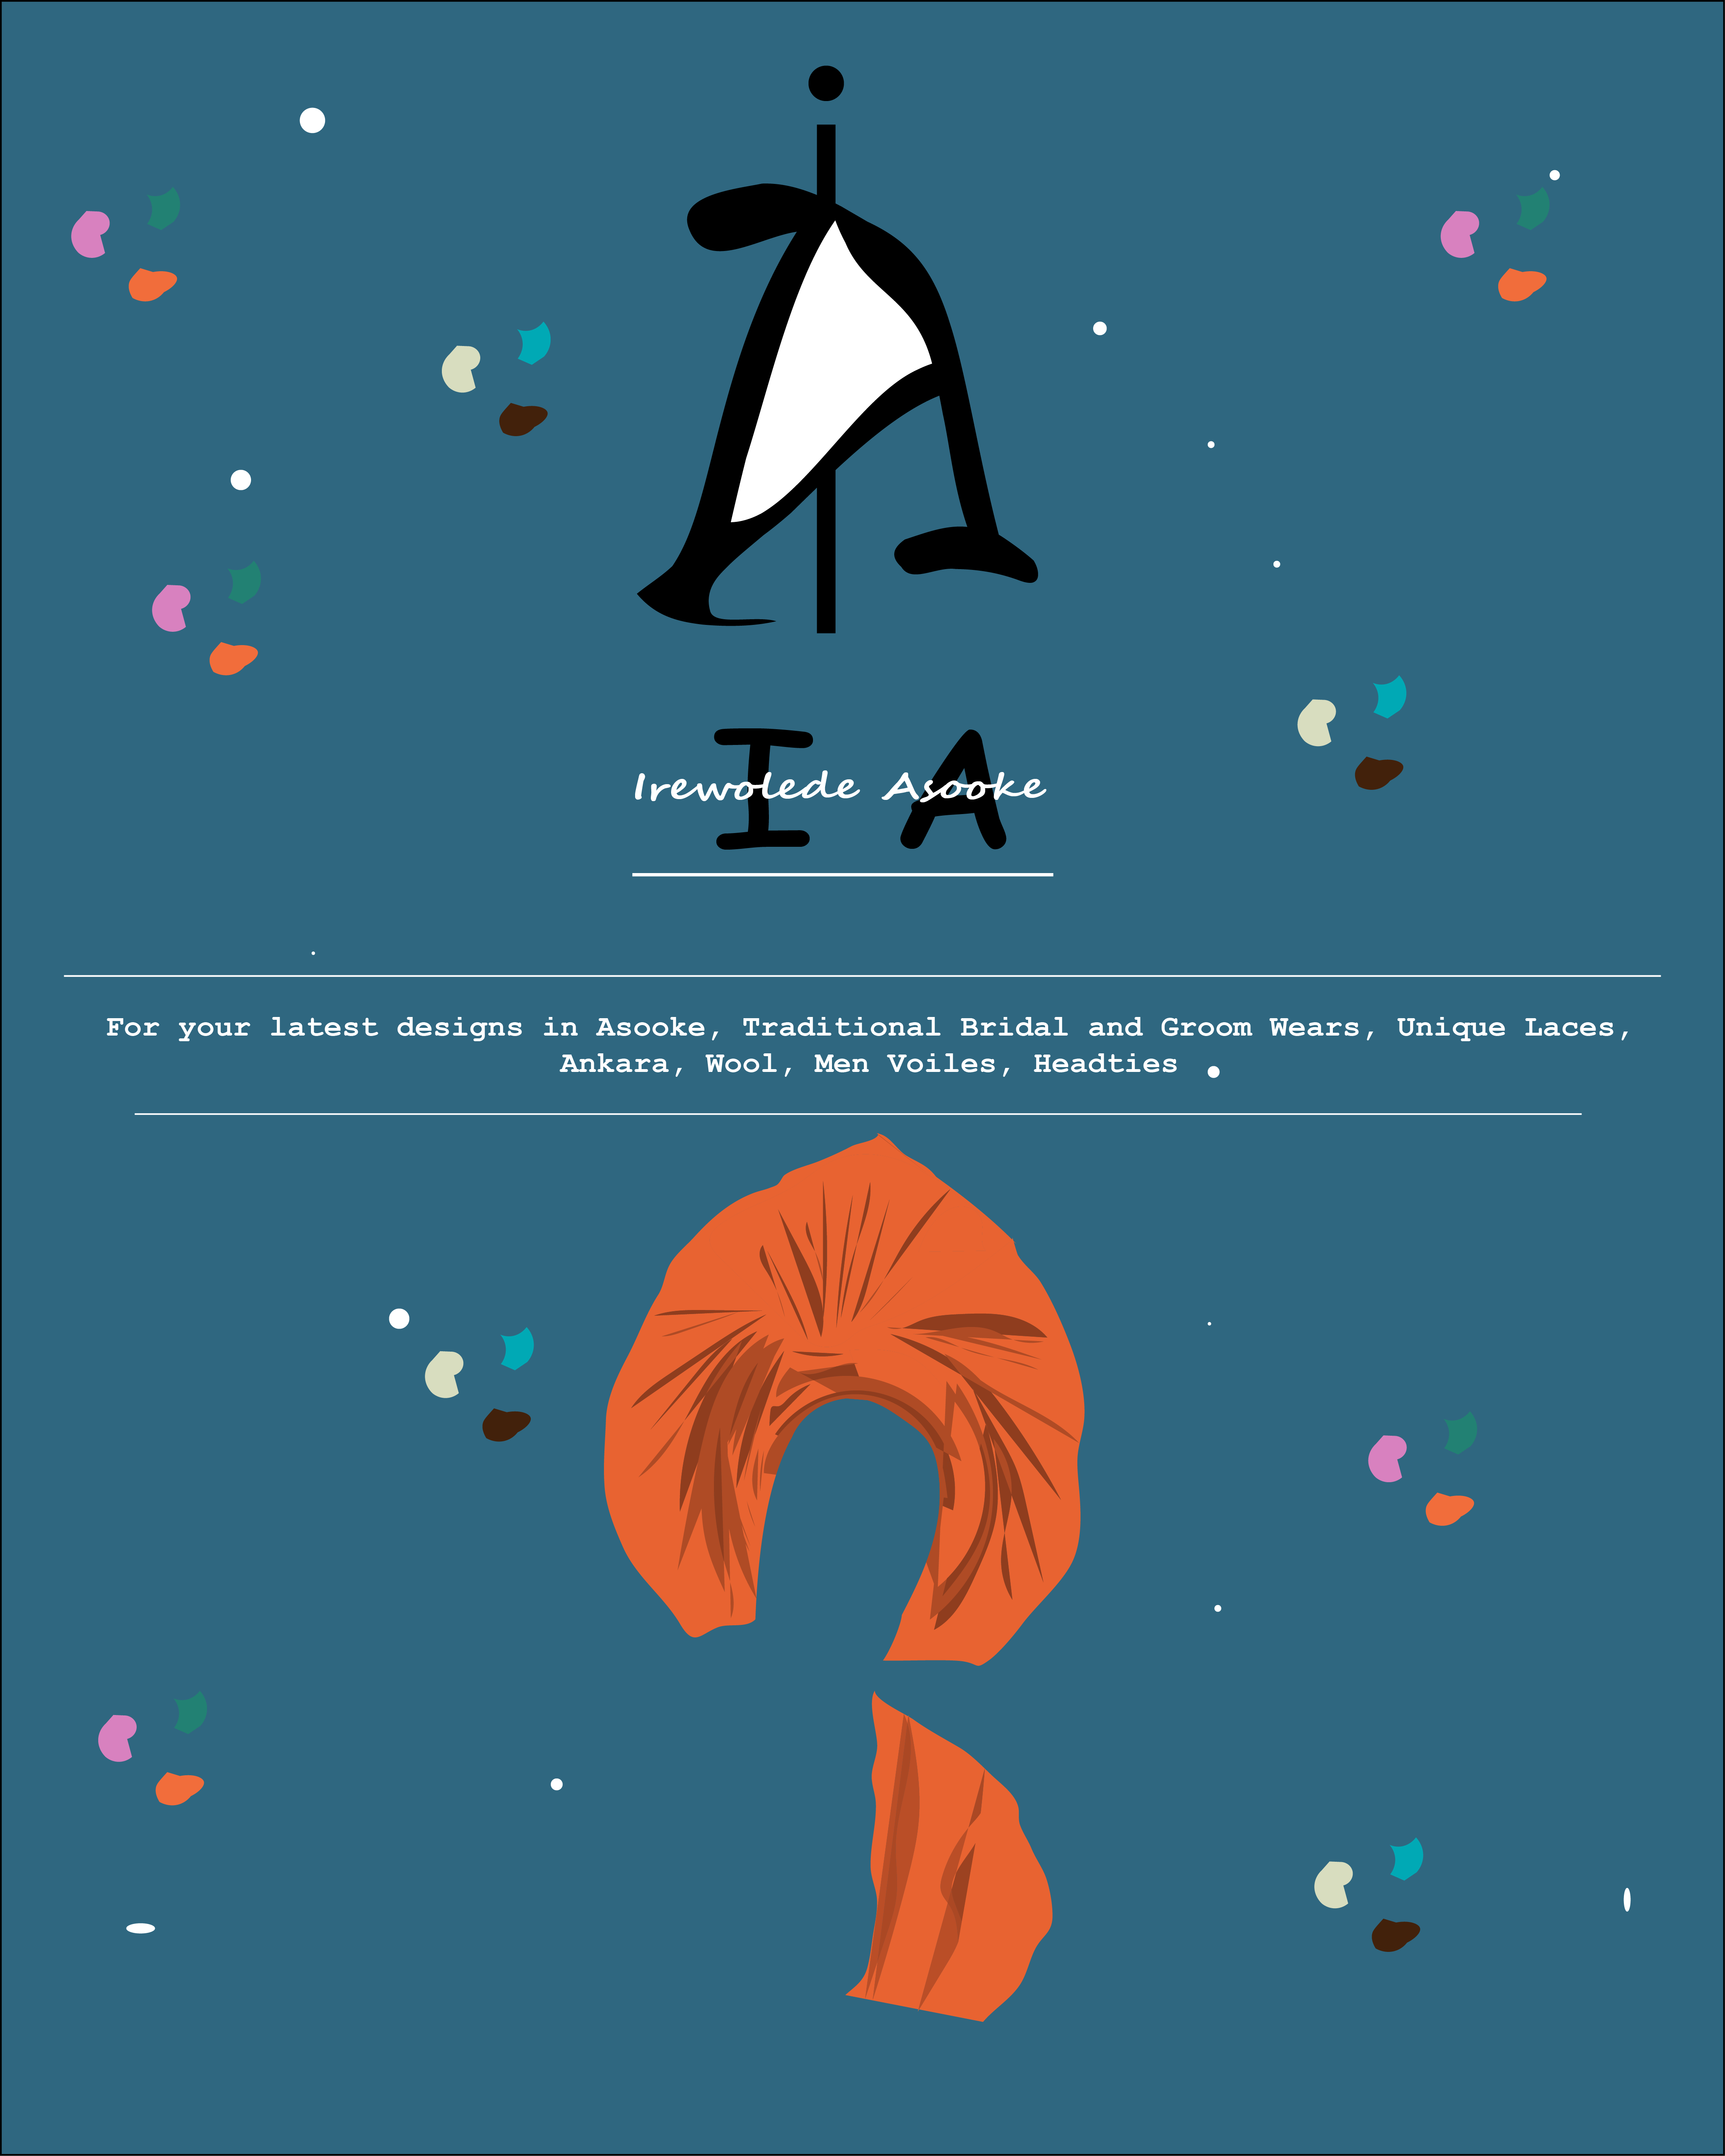 I A
Irewolede Asooke
For your latest designs in Asooke, Traditional Bridal and Groom Wears, Unique Laces,
Ankara, Wool, Men Voiles, Headties